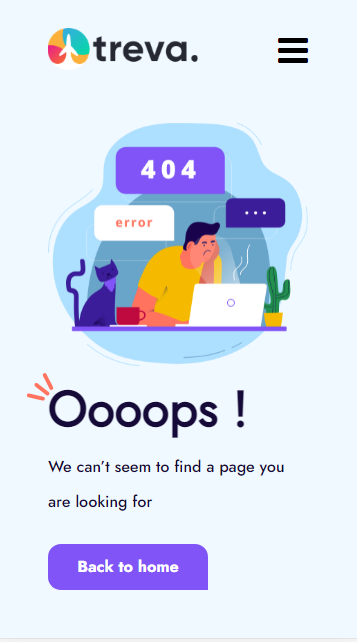 treva.
404
error
Oooops !
We can't seem to find a page you
are looking for
Back to home